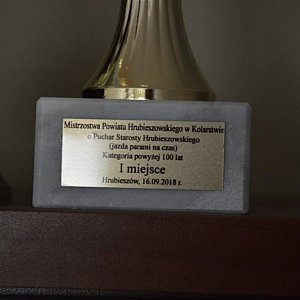 Mistrzostwa Powiatu Hrubieszowskiego w Kolarstwie
o Puchar Starosty Hrubieszowskiego
(jazda parami na czas)
Kategoria powyżej 100 lat
I miejsce
Hrubieszów, 16.09.2018 r.